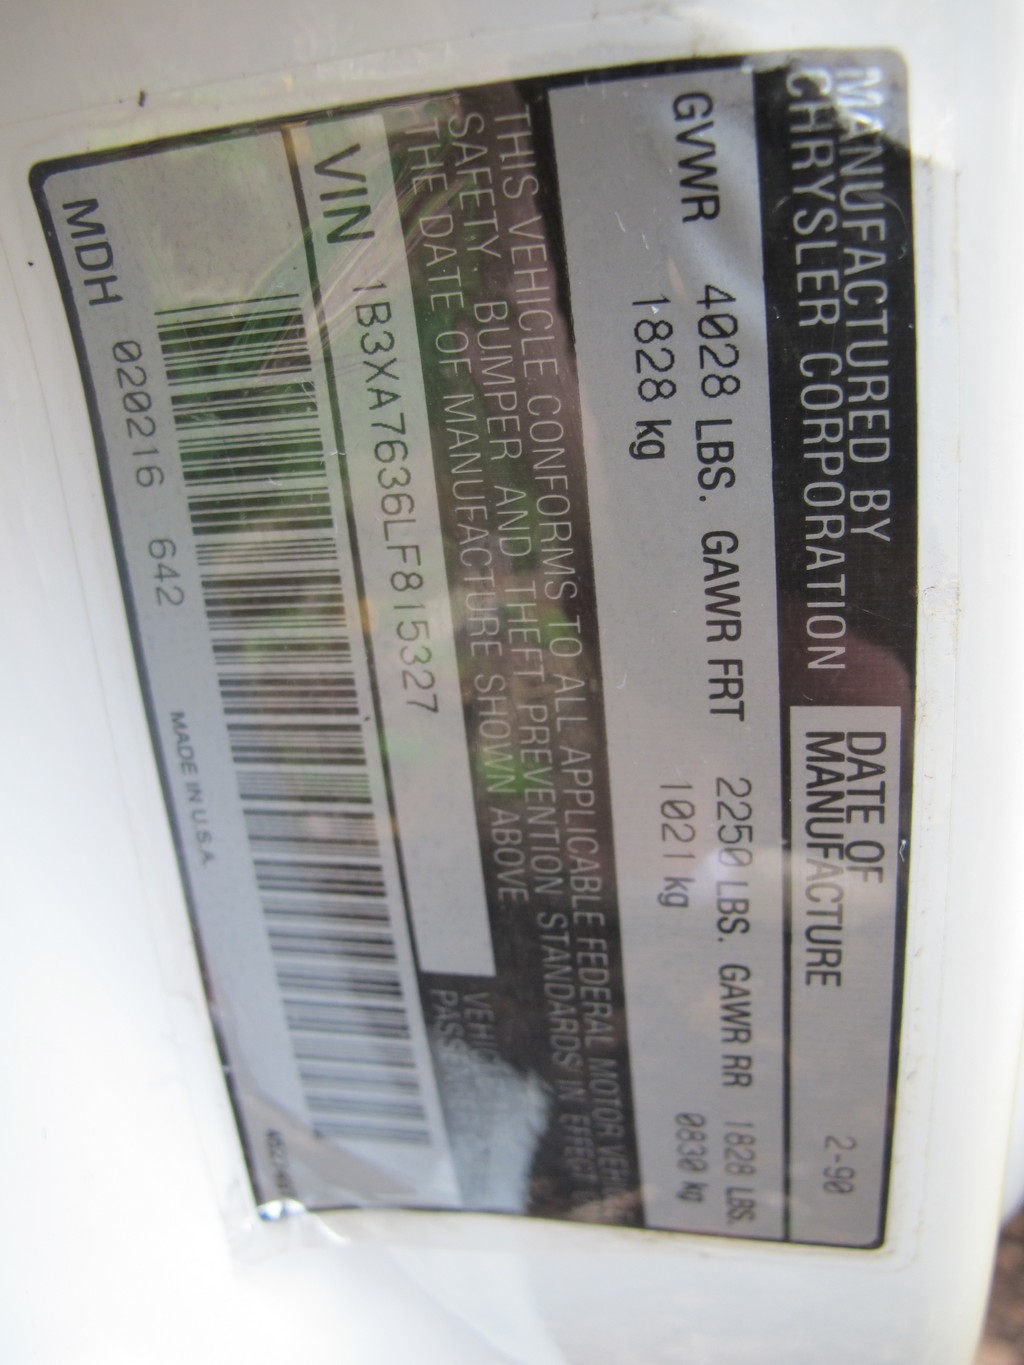 MANUFACTURED BY
CHRYSLER CORPORATION
DATE OF
MANUFACTURE
2-90
GVWR 4028 LBS. GAWR FRT 2250 LBS. GAWR RR 1828 LBS.
1828 kg 1021 kg 0830 kg
THIS VEHICLE CONFORMS TO ALL APPLICABLE FEDERAL MOTOR
SAFETY, BUMPER AND THEFT PREVENTION STANDARDS IN EFFECT
THE DATE OF MANUFACTURE SHOWN ABOVE.
VIN 1B3XA7636LF815327
MDH 020216 642
MADE IN U.S.A.